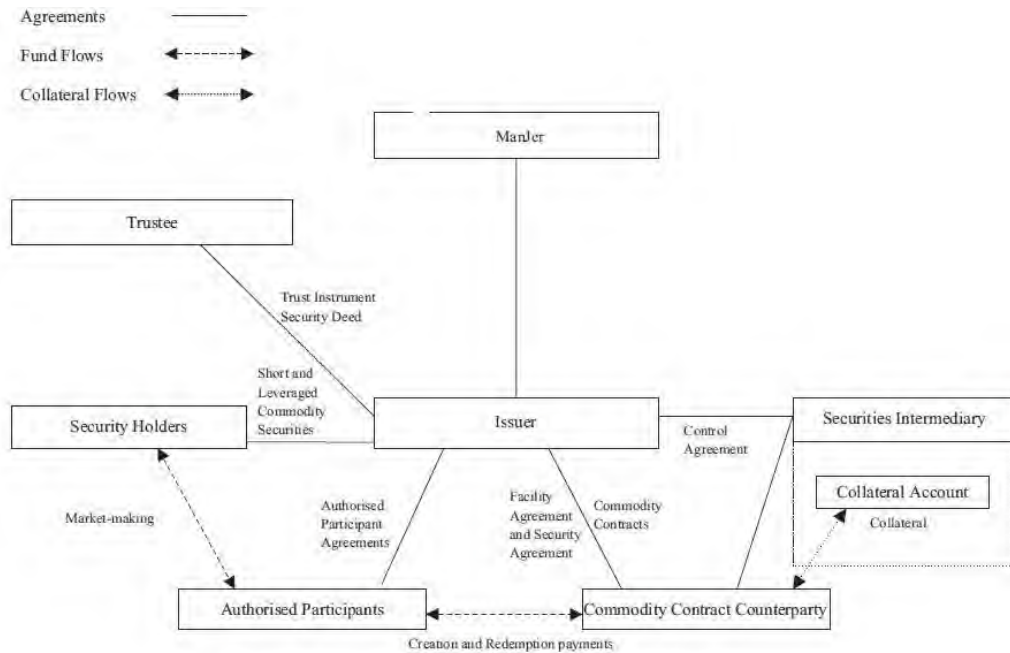 Agreements
Fund Flows
Collateral Flows
ManJer
Trustee
Trust Instrument
Security Deed
Short and
Leveraged
Commodity
Securities
Security Holders
Issuer
Securities Intermediary
Control
Agreement
Collateral Account
Collateral
Market-making
Authorised
Participant
Agreements
Facility
Agreement
and Security
Agreement
Commodity
Contracts
Authorised Participants
Commodity Contract Counterparty
Creation and Redemption payments